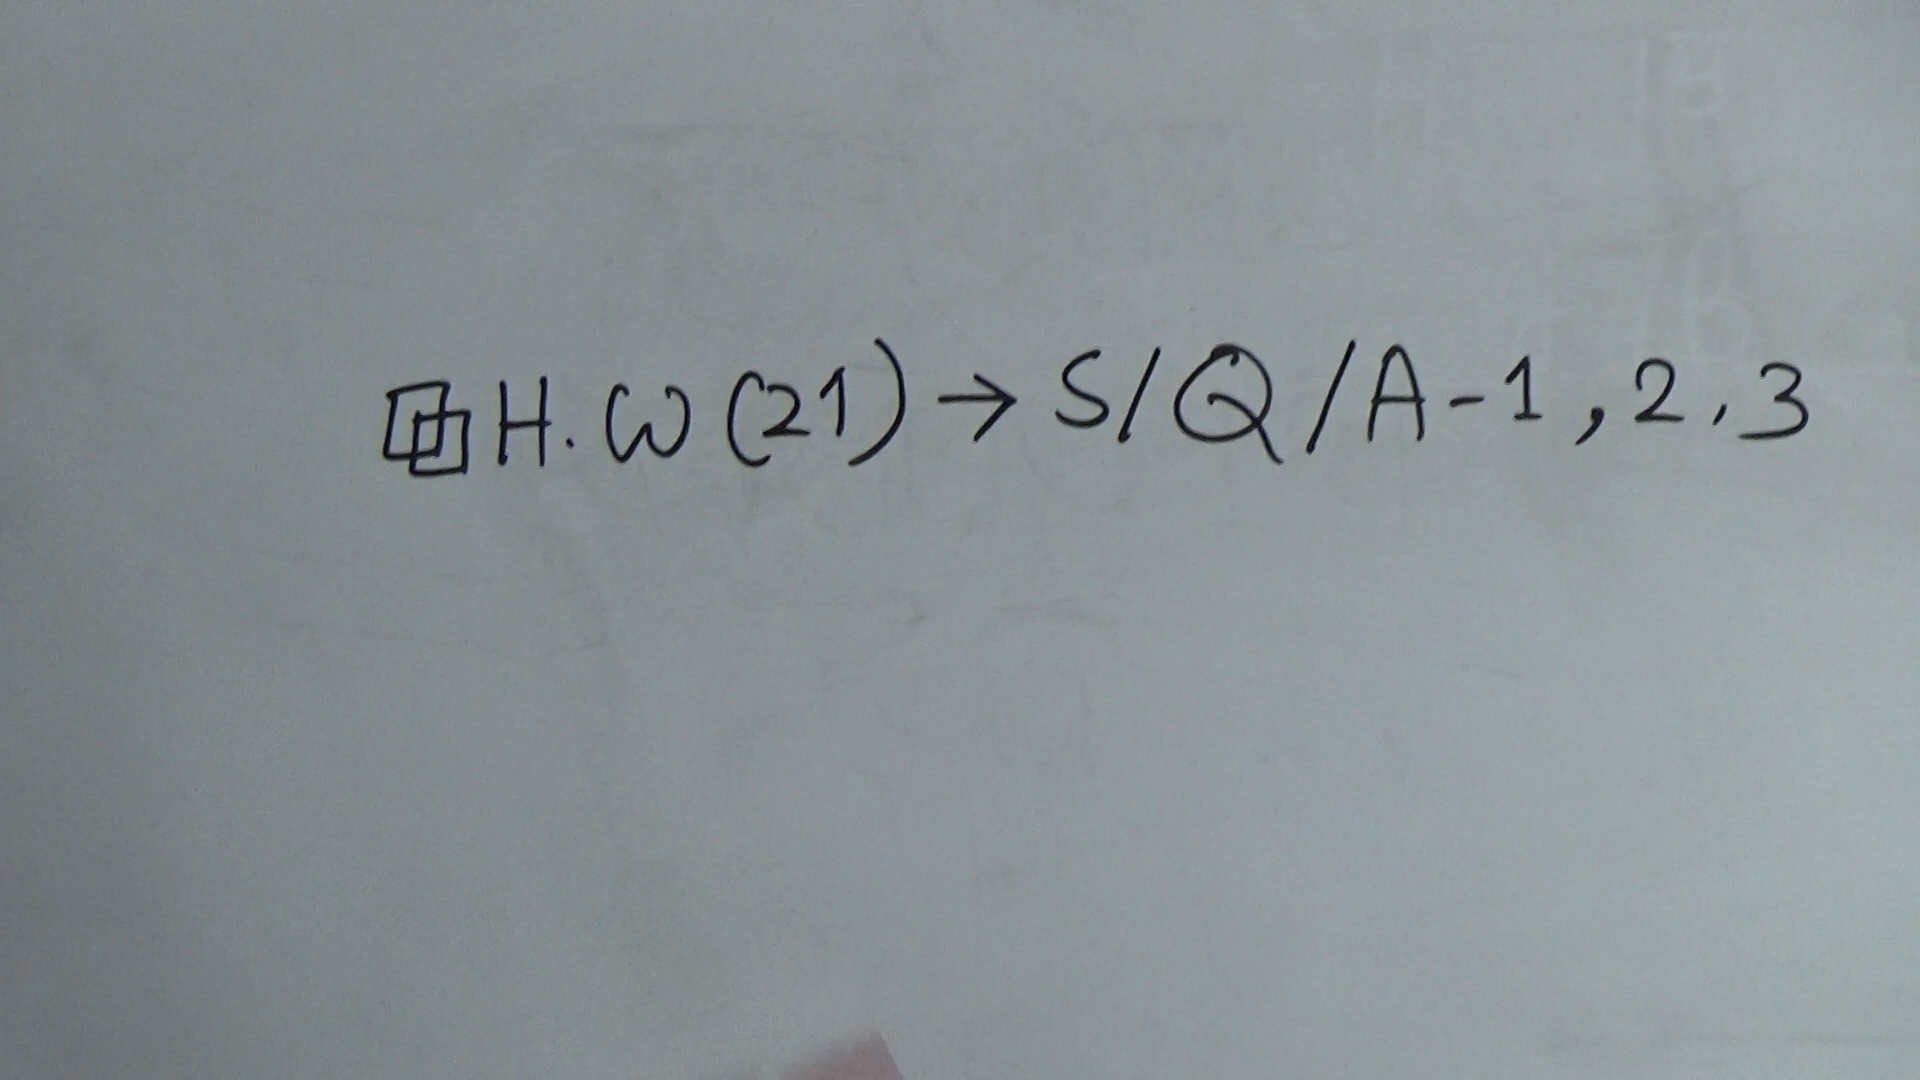 H.W (21) → S/Q/A-1, 2, 3